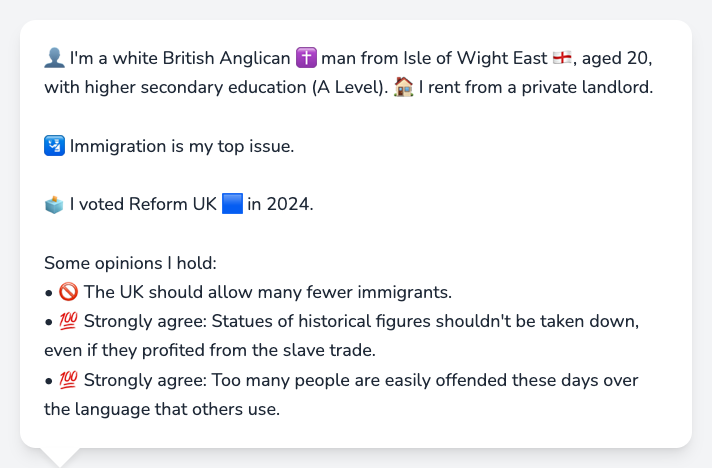 👤 I'm a white British Anglican ✝️ man from Isle of Wight East 🏴󠁧󠁢󠁥󠁮󠁧󠁿, aged 20,
with higher secondary education (A Level). 🏠 I rent from a private landlord.
🛂 Immigration is my top issue.
🗳️ I voted Reform UK 🟦 in 2024.
Some opinions I hold:
• 🚫 The UK should allow many fewer immigrants.
• 💯 Strongly agree: Statues of historical figures shouldn't be taken down,
even if they profited from the slave trade.
• 💯 Strongly agree: Too many people are easily offended these days over
the language that others use.